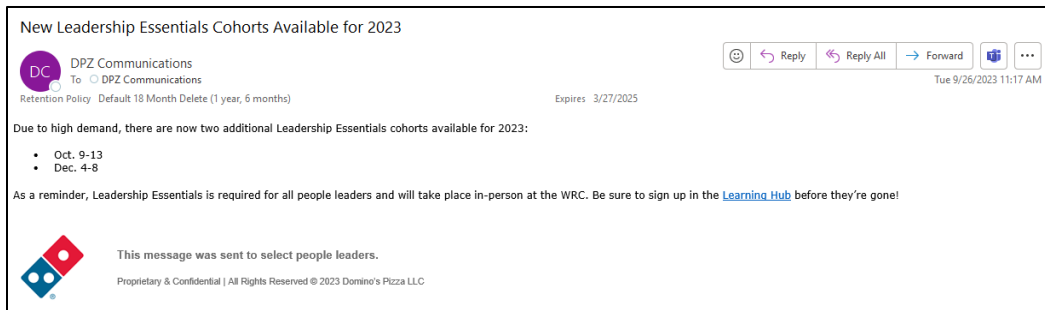 New Leadership Essentials Cohorts Available for 2023
DC
DPZ Communications
To DPZ Communications
Reply
Reply All
Forward
Tue 9/26/2023 11:17 AM
Retention Policy Default 18 Month Delete (1 year, 6 months)
Expires 3/27/2025
Due to high demand, there are now two additional Leadership Essentials cohorts available for 2023:
• Oct. 9-13
• Dec. 4-8
As a reminder, Leadership Essentials is required for all people leaders and will take place in-person at the WRC. Be sure to sign up in the Learning Hub before they're gone!
This message was sent to select people leaders.
Proprietary & Confidential | All Rights Reserved © 2023 Domino's Pizza LLC